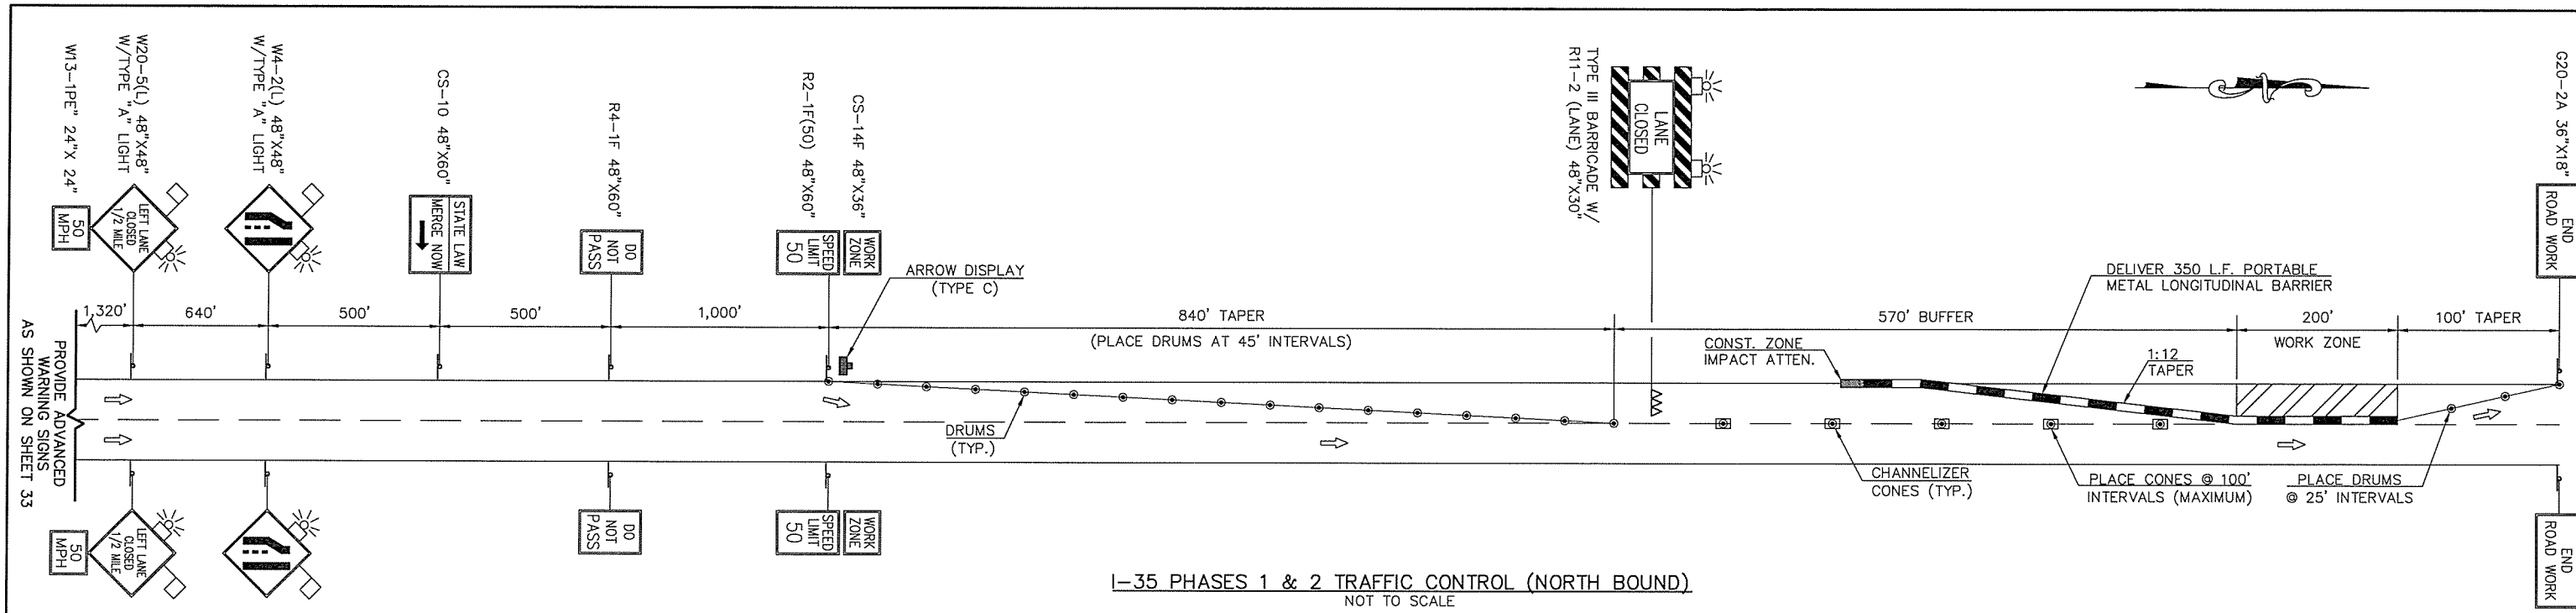 W13-1PE" 24"X 24"
W20-5(L) 48"X48"
W/TYPE "A" LIGHT
W4-2(L) 48"X48"
W/TYPE "A" LIGHT
CS-10 48"X60"
R4-1F 48"X60"
R2-1F(50) 48"X60"
CS-14F 48"X36"
TYPE III BARRICADE W/
R11-2 (LANE) 48"X30"
G20-2A 36"X18"
50
MPH
LEFT LANE
CLOSED
1/2 MILE
STATE LAW
MERGE NOW
DO
NOT
PASS
SPEED
LIMIT
50
WORK
ZONE
LANE
CLOSED
END
ROAD WORK
ARROW DISPLAY
(TYPE C)
DELIVER 350 L.F. PORTABLE
METAL LONGITUDINAL BARRIER
1,320'
640'
500'
500'
1,000'
840' TAPER
(PLACE DRUMS AT 45' INTERVALS)
570' BUFFER
200'
WORK ZONE
100' TAPER
CONST. ZONE
IMPACT ATTEN.
1:12
TAPER
PROVIDE ADVANCED
WARNING SIGNS
AS SHOWN ON SHEET 33
DRUMS
(TYP.)
CHANNELIZER
CONES (TYP.)
PLACE CONES @ 100'
INTERVALS (MAXIMUM)
PLACE DRUMS
@ 25' INTERVALS
50
MPH
LEFT LANE
CLOSED
1/2 MILE
DO
NOT
PASS
SPEED
LIMIT
50
WORK
ZONE
END
ROAD WORK
I-35 PHASES 1 & 2 TRAFFIC CONTROL (NORTH BOUND)
NOT TO SCALE